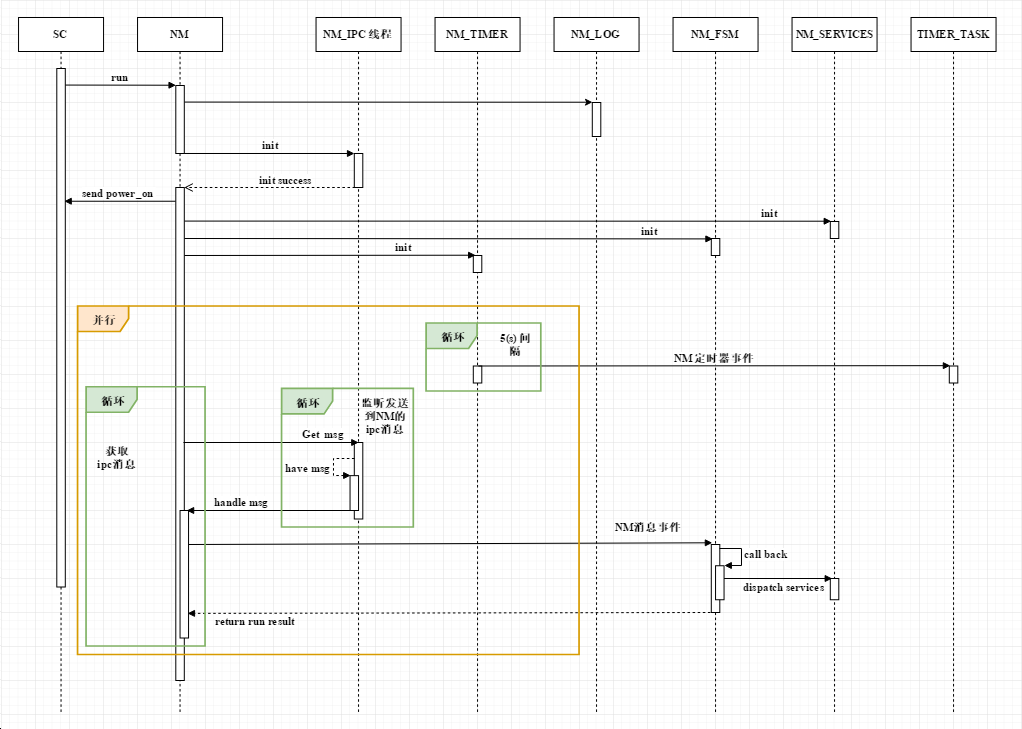 SC
NM
NM_IPC 线程
NM_TIMER
NM_LOG
NM_FSM
NM_SERVICES
TIMER_TASK
run
init
init success
send power_on
init
init
init
并行
循环
5(s) 间
隔
NM定时器事件
循环
循环
监听发送
到NM的
ipc消息
Get msg
获取
ipc消息
have msg
handle msg
NM消息事件
call back
dispatch services
return run result